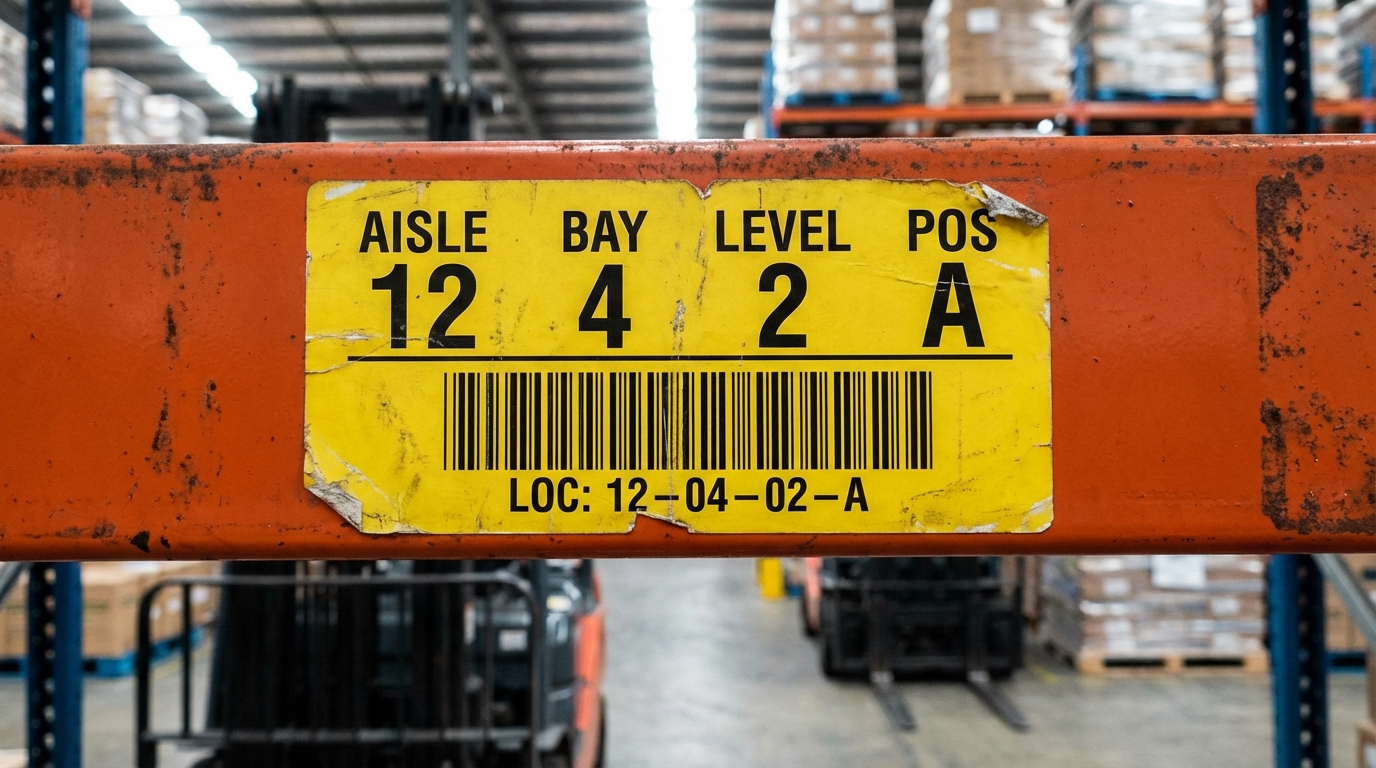 AISLE BAY LEVEL POS
12 4 2 A
LOC: 12–04–02–A